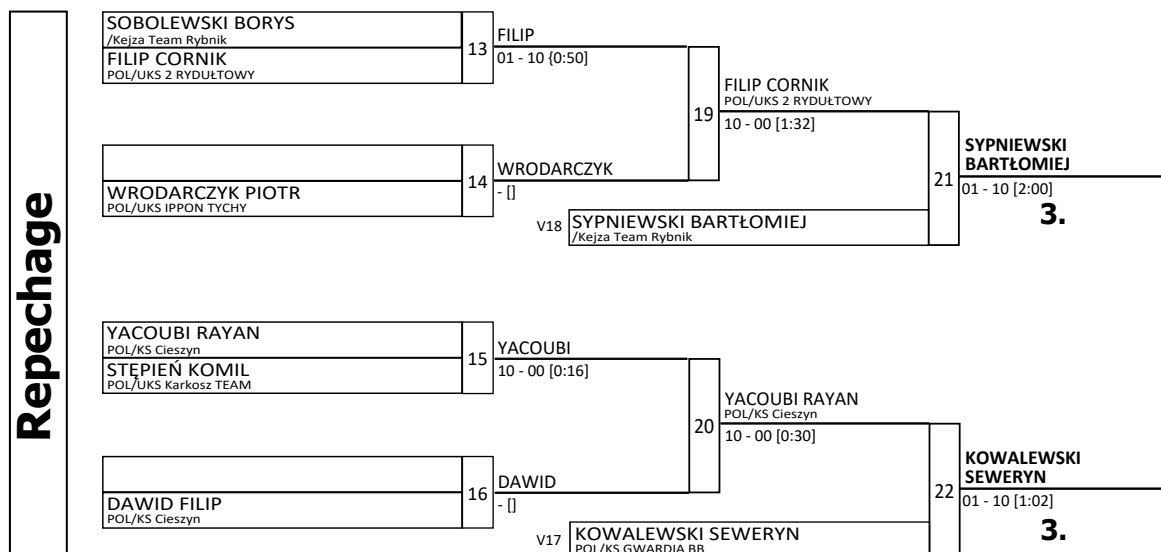 Repechage
SOBOLEWSKI BORYS
/Kejza Team Rybnik
FILIP CORNIK
POL/UKS 2 RYDUŁTOWY
13
FILIP
01 - 10 {0:50]
WRODARCZYK PIOTR
POL/UKS IPPON TYCHY
14
WRODARCZYK
- []
19
FILIP CORNIK
POL/UKS 2 RYDUŁTOWY
10 - 00 [1:32]
V18
SYPNIEWSKI BARTŁOMIEJ
/Kejza Team Rybnik
21
SYPNIEWSKI
BARTŁOMIEJ
01 - 10 [2:00]
3.
YACOUBI RAYAN
POL/KS Cieszyn
STĘPIEŃ KOMIL
POL/UKS Karkosz TEAM
15
YACOUBI
10 - 00 [0:16]
DAWID FILIP
POL/KS Cieszyn
16
DAWID
- []
20
YACOUBI RAYAN
POL/KS Cieszyn
10 - 00 [0:30]
V17
KOWALEWSKI SEWERYN
POL/KS GWARDIA BB
22
KOWALEWSKI
SEWERYN
01 - 10 [1:02]
3.